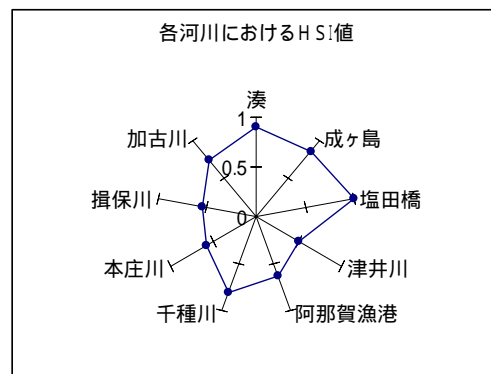 各河川におけるHSI値
湊
成ヶ島
塩田橋
津井川
阿那賀漁港
千種川
本庄川
揖保川
加古川
1
0.5
0